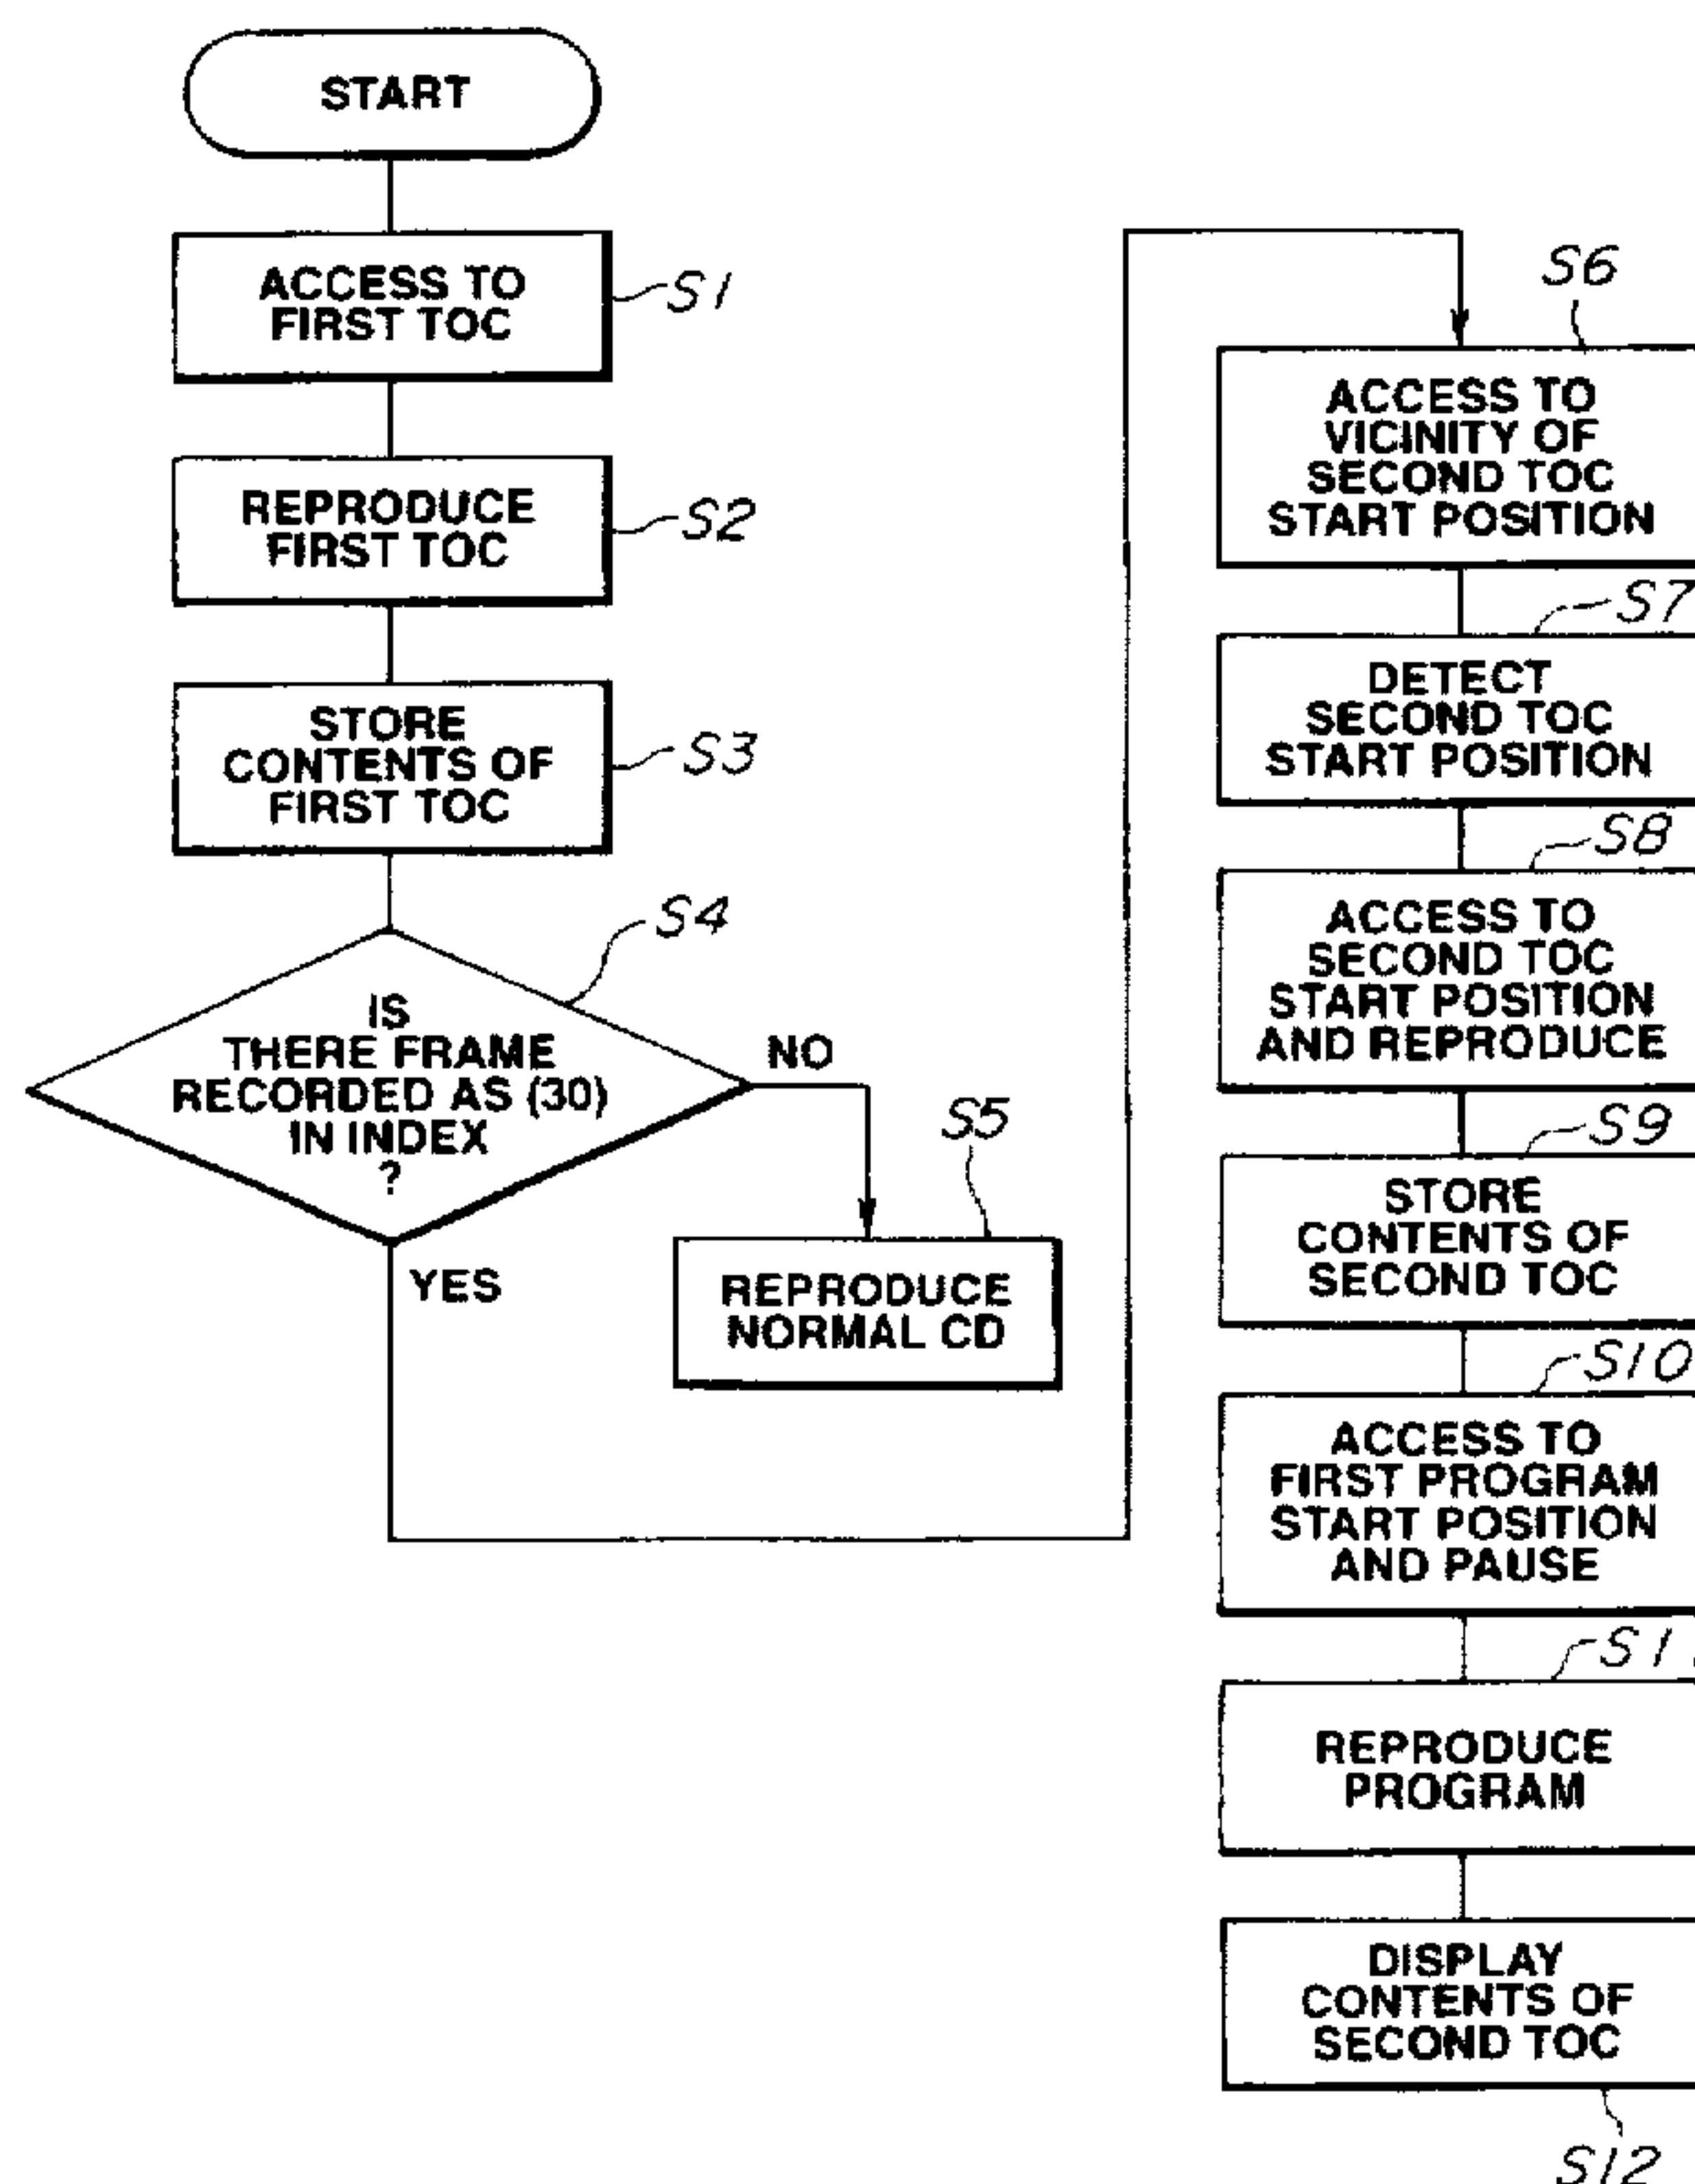 START
ACCESS TO
FIRST TOC
S1
REPRODUCE
FIRST TOC
S2
STORE
CONTENTS OF
FIRST TOC
S3
S4
IS
THERE FRAME
RECORDED AS (30)
IN INDEX
?
NO
YES
S5
REPRODUCE
NORMAL CD
S6
ACCESS TO
VICINITY OF
SECOND TOC
START POSITION
S7
DETECT
SECOND TOC
START POSITION
S8
ACCESS TO
SECOND TOC
START POSITION
AND REPRODUCE
S9
STORE
CONTENTS OF
SECOND TOC
S10
ACCESS TO
FIRST PROGRAM
START POSITION
AND PAUSE
REPRODUCE
PROGRAM
DISPLAY
CONTENTS OF
SECOND TOC
S12